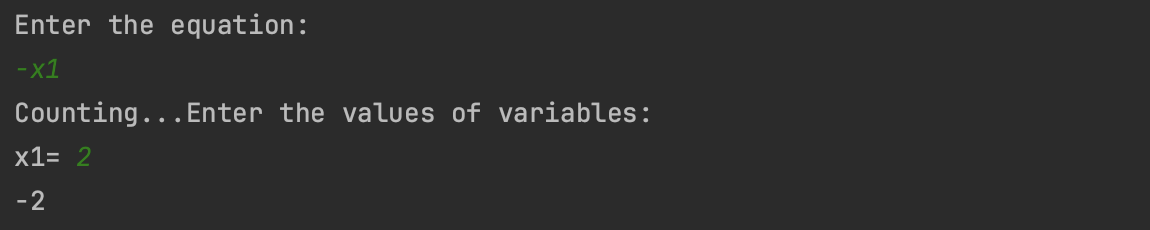 Enter the equation:
-x1
Counting...Enter the values of variables:
x1= 2
-2